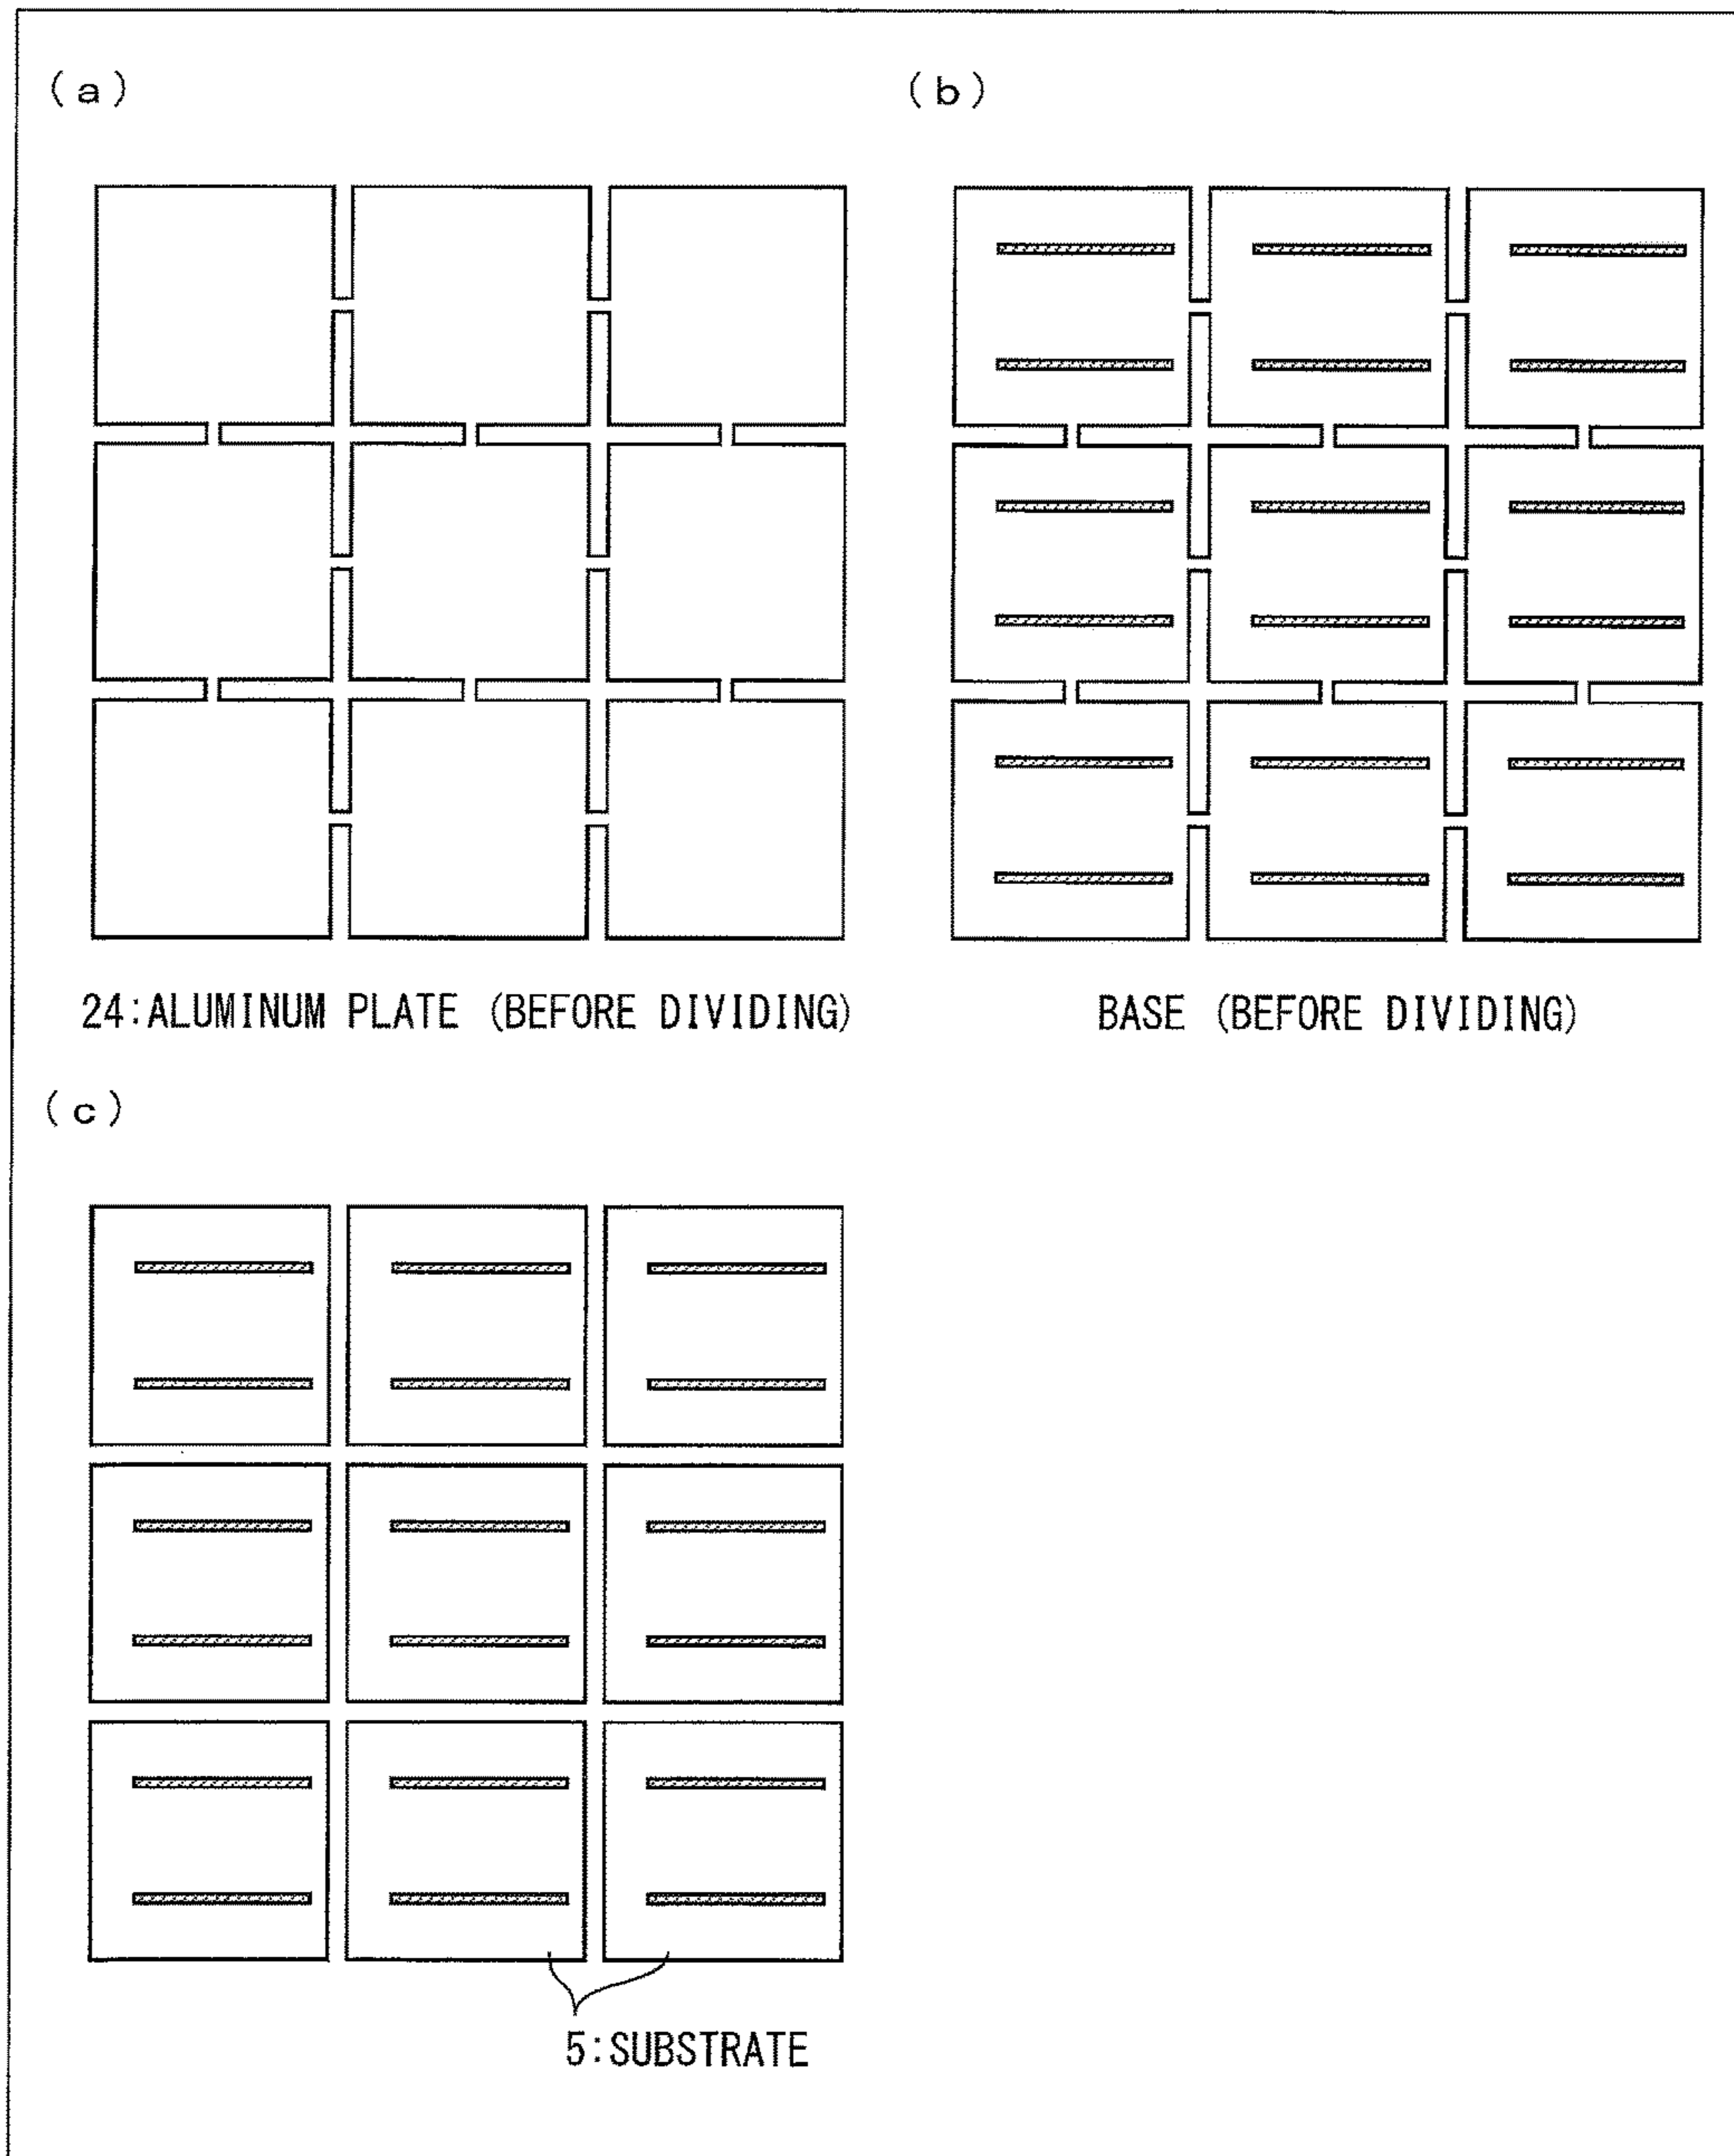 (a)
(b)
24:ALUMINUM PLATE (BEFORE DIVIDING)
BASE (BEFORE DIVIDING)
(c)
5:SUBSTRATE